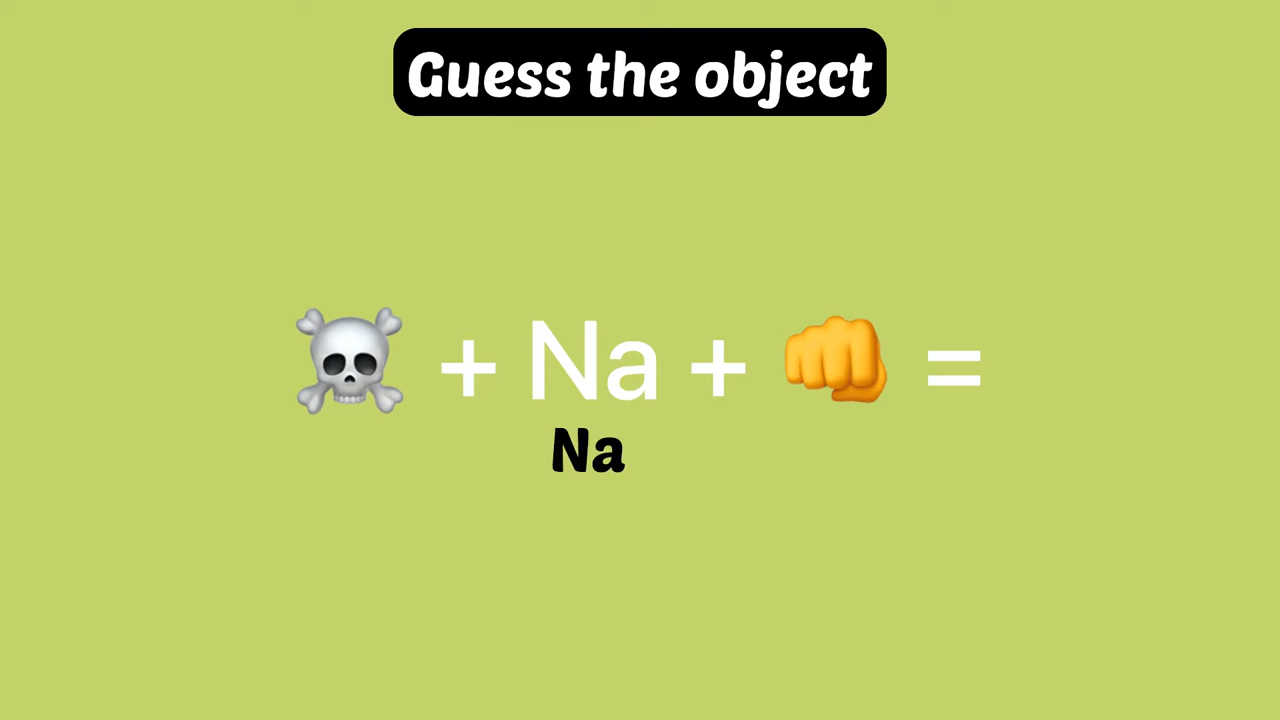 Guess the object
+ Na + =
Na